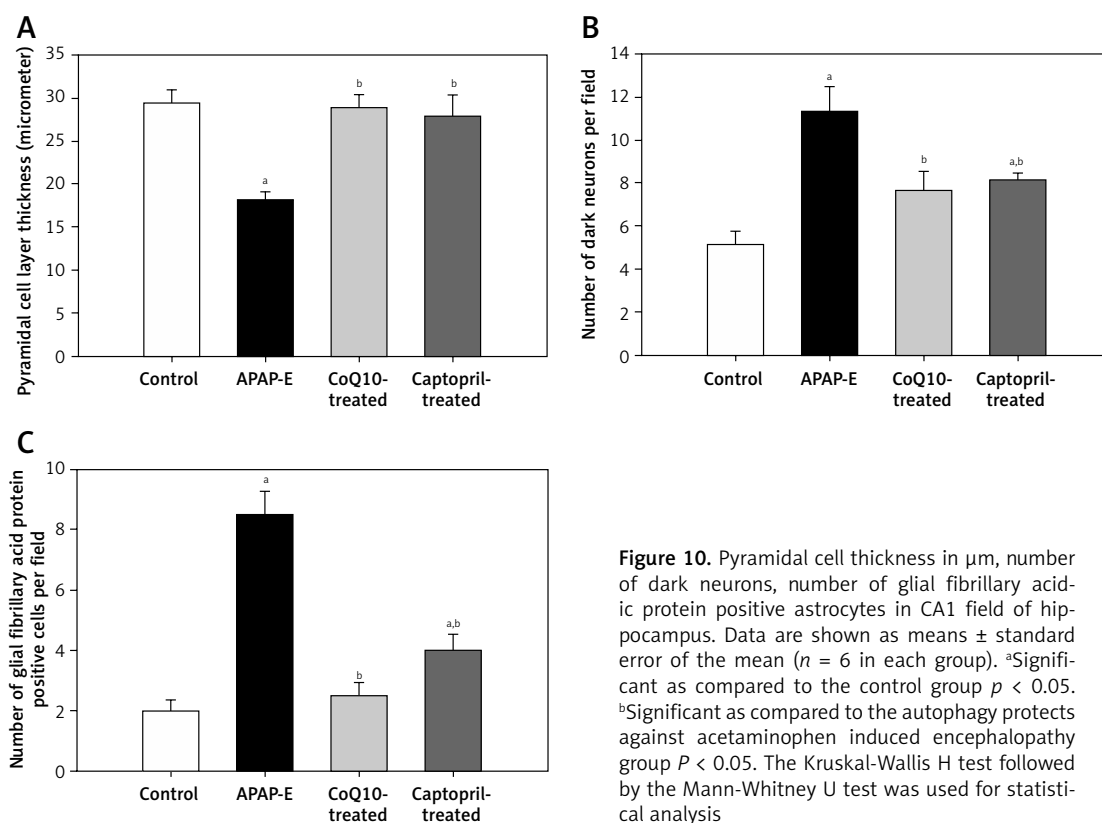 A
Pyramidal cell layer thickness (micrometer)
35
30
25
20
15
10
5
0
a
b
b
Control
APAP-E
CoQ10-
treated
Captopril-
treated
B
Number of dark neurons per field
14
12
10
8
6
4
2
0
a
b
a,b
Control
APAP-E
CoQ10-
treated
Captopril-
treated
C
Number of glial fibrillary acid protein
positive cells per field
10
8
6
4
2
0
a
b
a,b
Control
APAP-E
CoQ10-
treated
Captopril-
treated
Figure 10. Pyramidal cell thickness in μm, number
of dark neurons, number of glial fibrillary acid-
ic protein positive astrocytes in CA1 field of hip-
pocampus. Data are shown as means ± standard
error of the mean (n = 6 in each group). ᵃSignifi-
cant as compared to the control group p < 0.05.
ᵇSignificant as compared to the autophagy protects
against acetaminophen induced encephalopathy
group P < 0.05. The Kruskal-Wallis H test followed
by the Mann-Whitney U test was used for statisti-
cal analysis